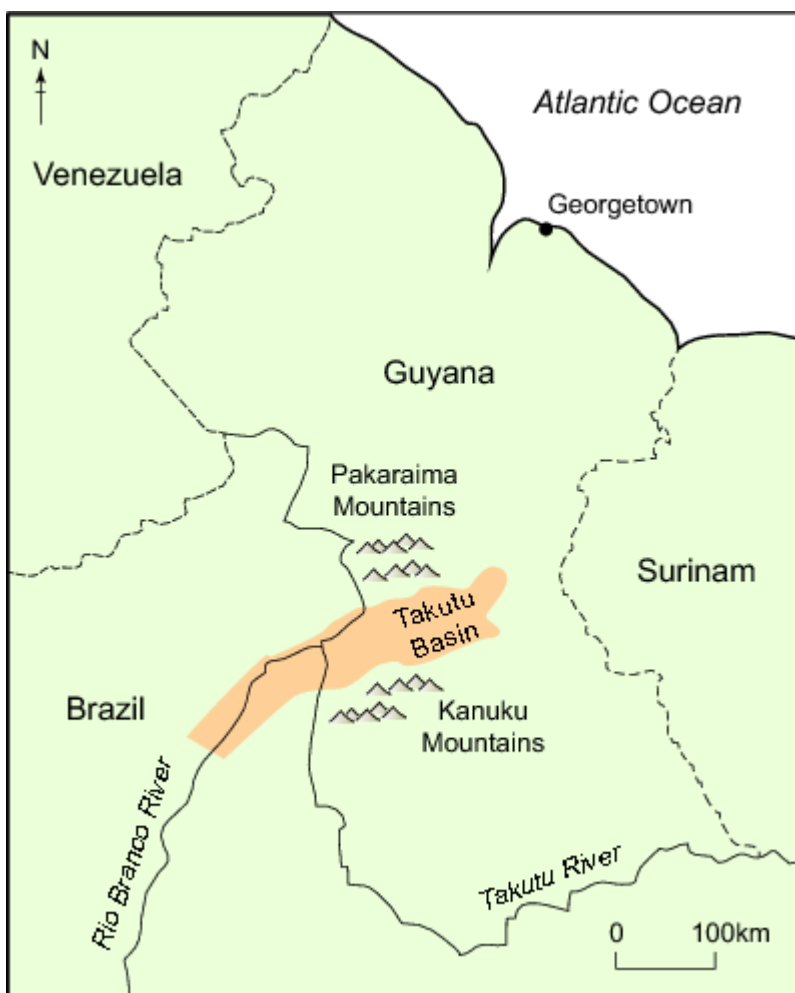 N
Atlantic Ocean
Venezuela
Georgetown
Guyana
Pakaraima
Mountains
Surinam
Takutu
Basin
Brazil
Kanuku
Mountains
Rio Branco River
Takutu River
0 100km